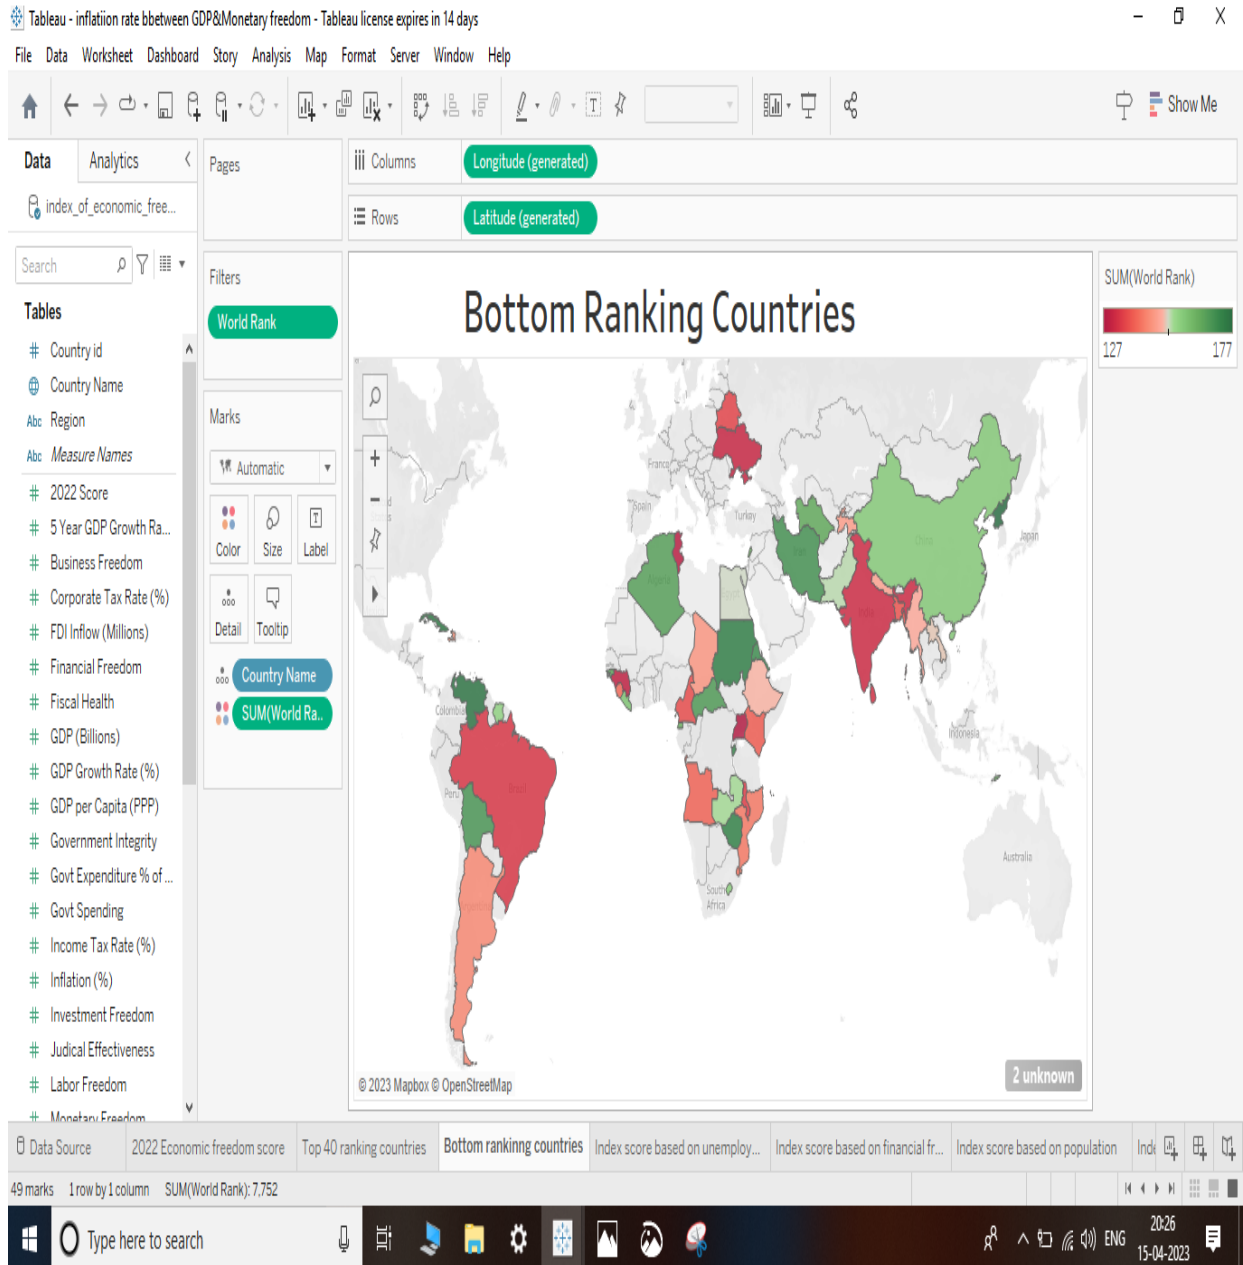 Tableau - inflatiion rate bbetween GDP&Monetary freedom - Tableau license expires in 14 days
File Data Worksheet Dashboard Story Analysis Map Format Server Window Help
Show Me
Data Analytics
Pages
Columns
Longitude (generated)
index_of_economic_free...
Rows
Latitude (generated)
Search
Filters
World Rank
Bottom Ranking Countries
SUM(World Rank)
127 177
Tables
Country id
Country Name
Abc Region
Abc Measure Names
2022 Score
5 Year GDP Growth Ra...
Business Freedom
Corporate Tax Rate (%)
FDI Inflow (Millions)
Financial Freedom
Fiscal Health
GDP (Billions)
GDP Growth Rate (%)
GDP per Capita (PPP)
Government Integrity
Govt Expenditure % of ...
Govt Spending
Income Tax Rate (%)
Inflation (%)
Investment Freedom
Judical Effectiveness
Labor Freedom
Monetary Freedom
Marks
Automatic
Color Size Label
Detail Tooltip
Country Name
SUM(World Ra..
France
Spain
Turkey
Iran
China
Japan
Algeria
Egypt
India
Colombia
Indonesia
Peru
Brazil
Argentina
South
Africa
Australia
© 2023 Mapbox © OpenStreetMap
2 unknown
Data Source 2022 Economic freedom score Top 40 ranking countries Bottom rankinng countries Index score based on unemploy... Index score based on financial fr... Index score based on population Inde
49 marks 1 row by 1 column SUM(World Rank): 7,752
Type here to search
ENG
20:26
15-04-2023